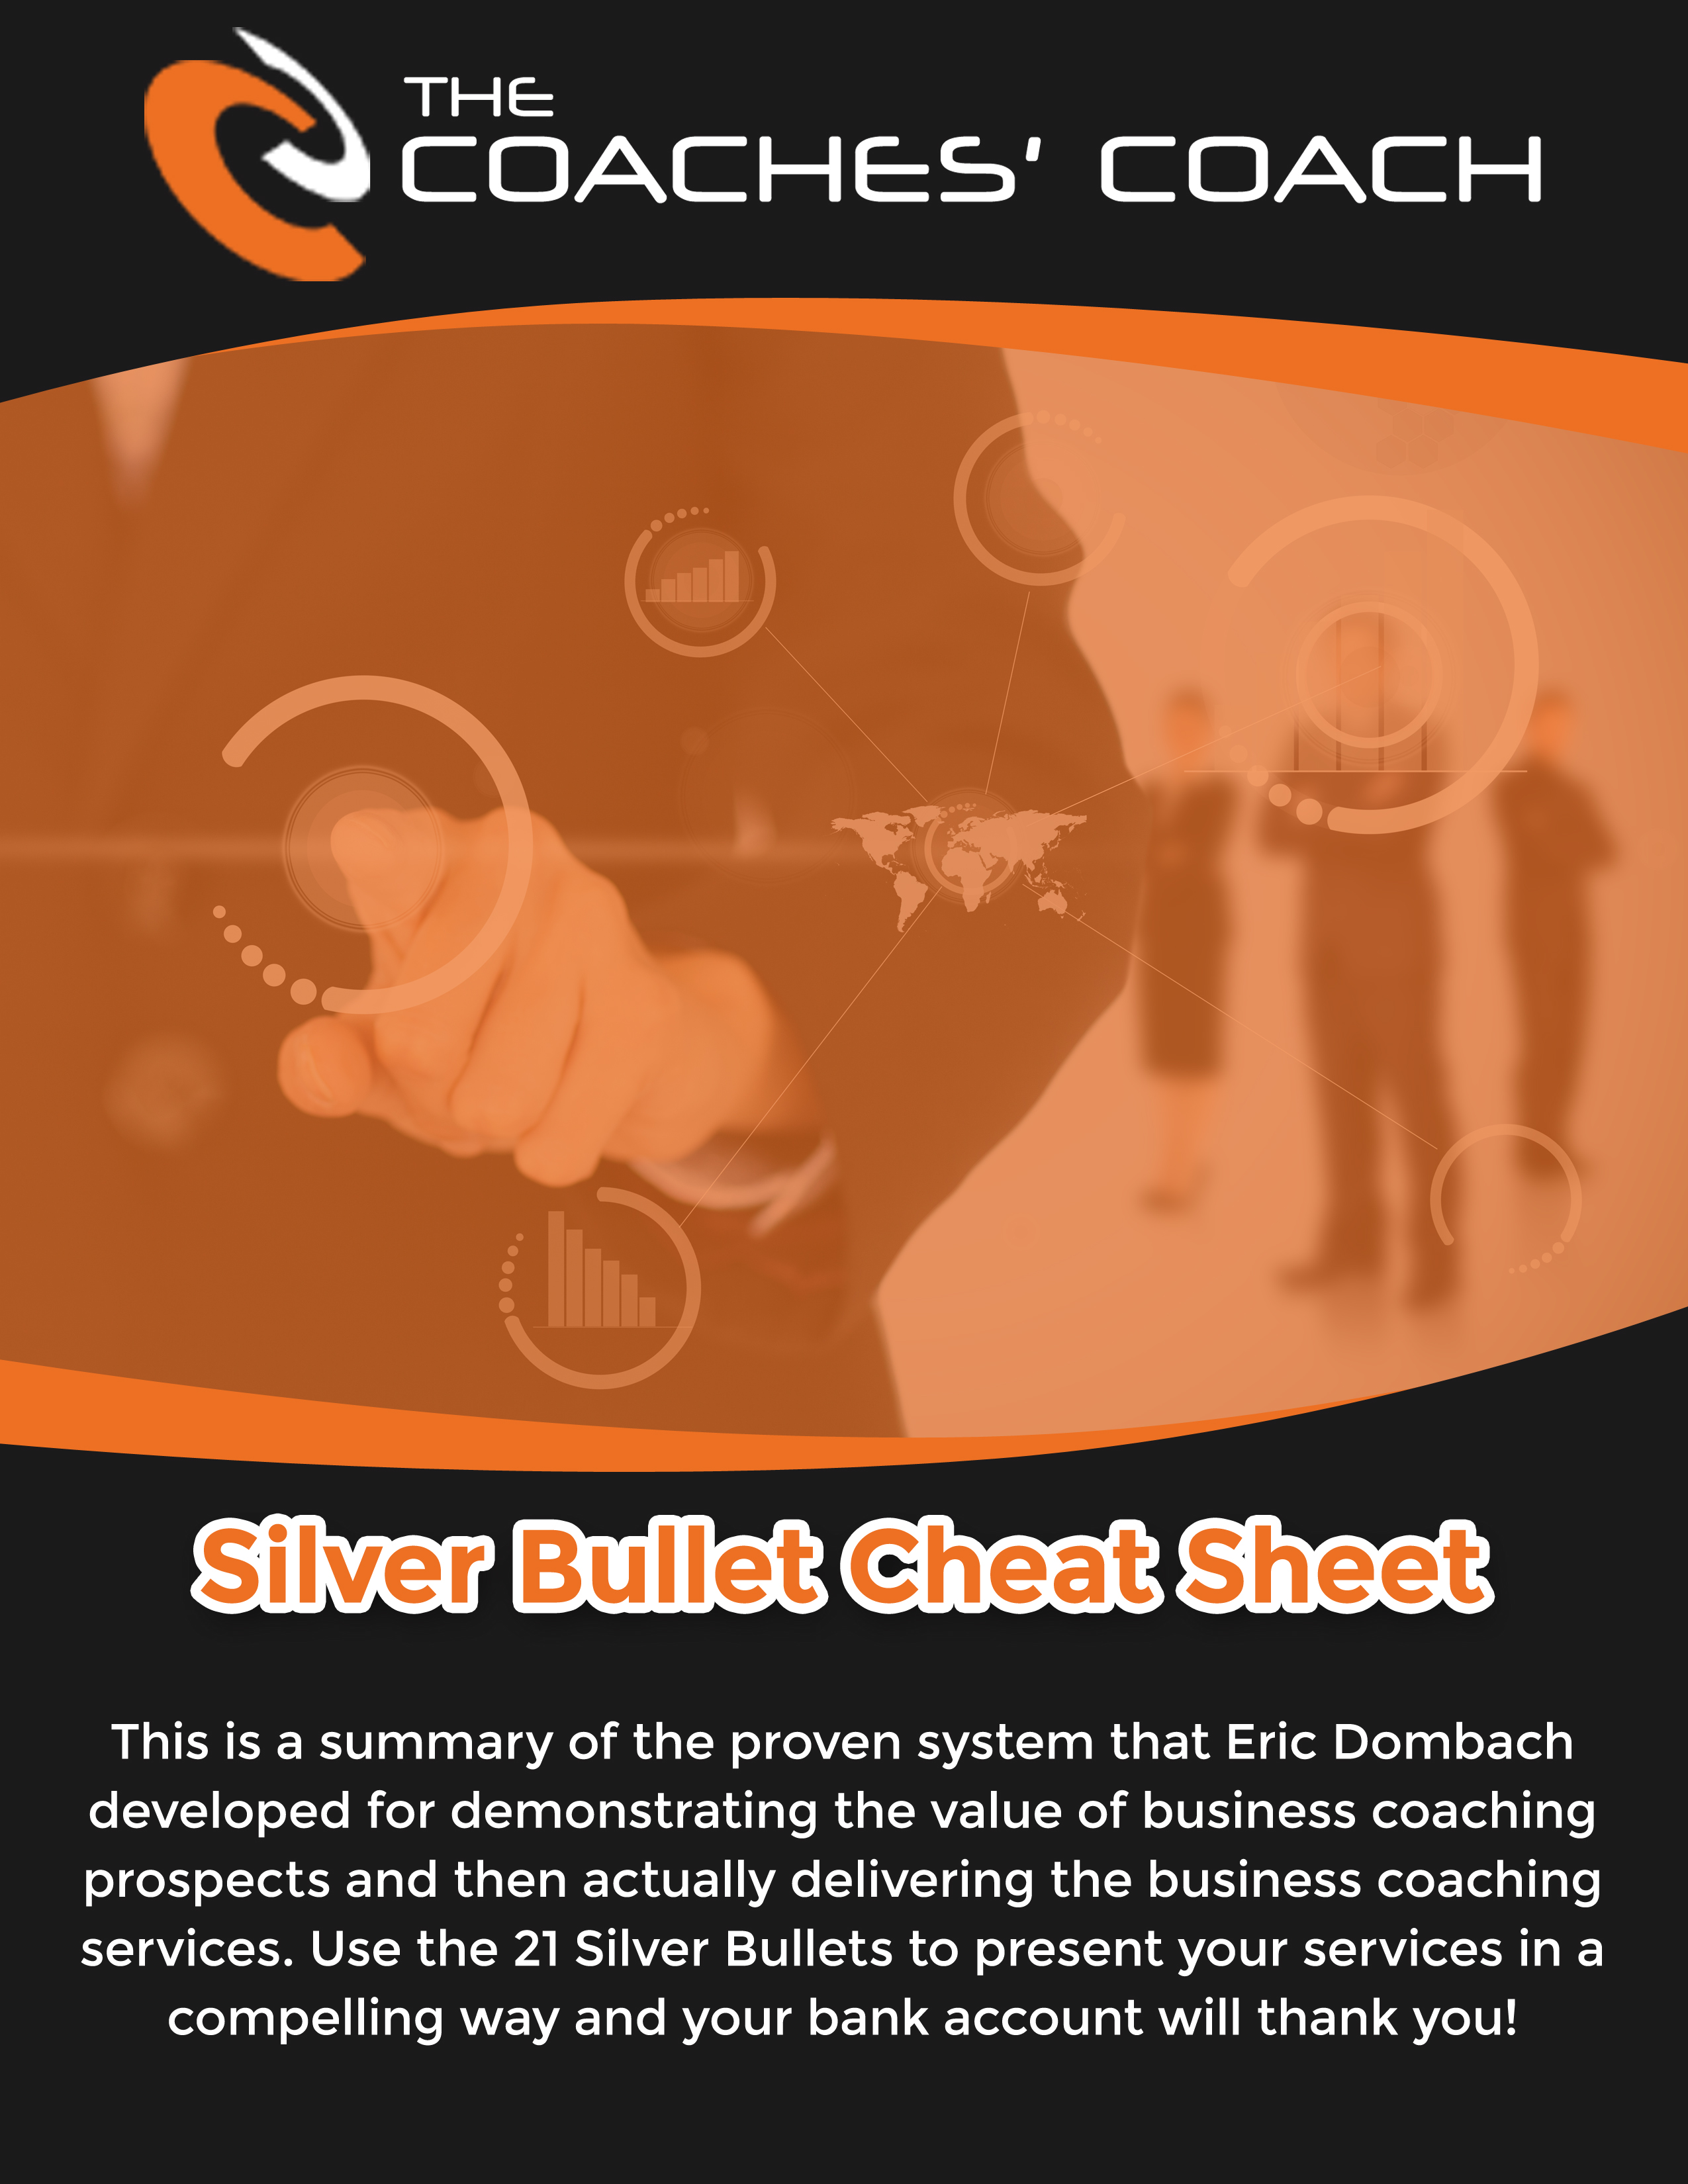 THE
COACHES' COACH
Silver Bullet Cheat Sheet
This is a summary of the proven system that Eric Dombach
developed for demonstrating the value of business coaching
prospects and then actually delivering the business coaching
services. Use the 21 Silver Bullets to present your services in a
compelling way and your bank account will thank you!